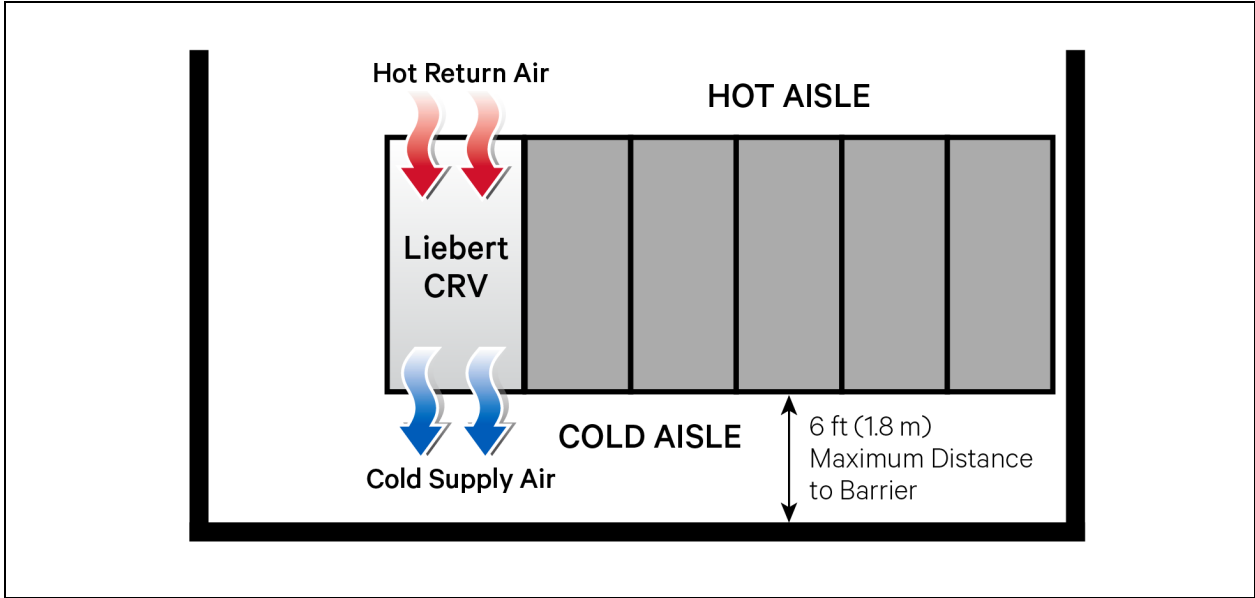 Hot Return Air
HOT AISLE
Liebert
CRV
COLD AISLE
6 ft (1.8 m)
Maximum Distance
to Barrier
Cold Supply Air